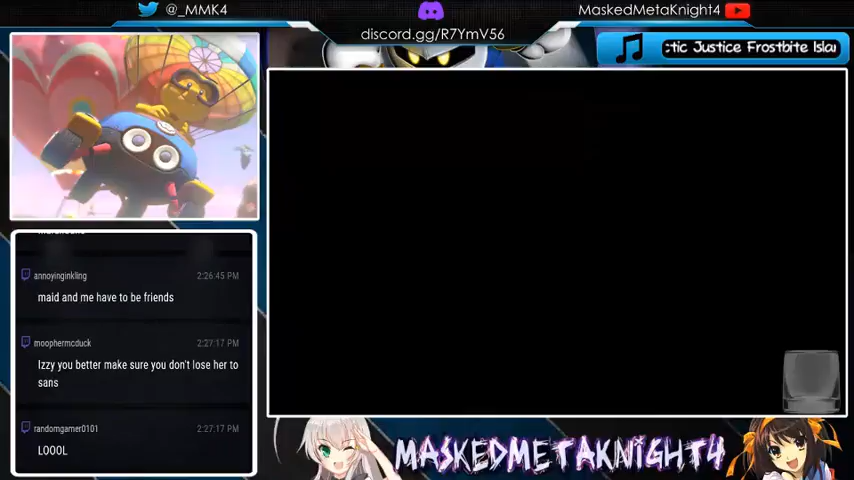 @_MMK4
discord.gg/R7YmV56
MaskedMetaKnight4
:tic Justice Frostbite Islan
annoyinginkling
2:26:45 PM
maid and me have to be friends
moophermcduck
2:27:17 PM
Izzy you better make sure you don't lose her to
sans
randomgamer0101
2:27:17 PM
LOOOL
MASKEDMETAKNIGHT4